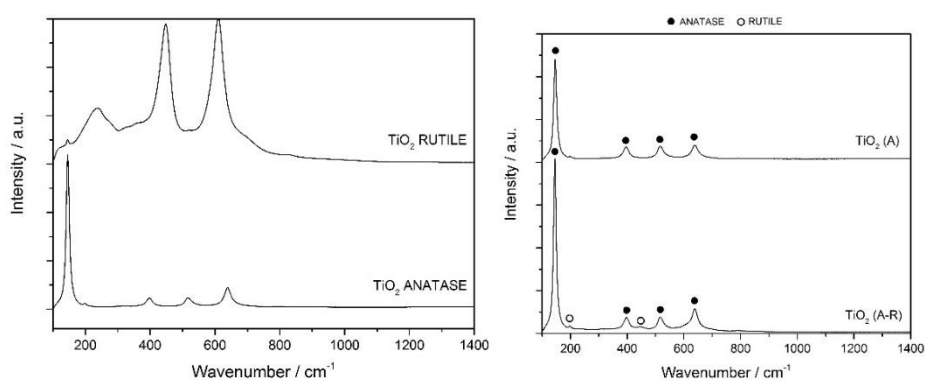 Intensity / a.u.
TiO₂ RUTILE
TiO₂ ANATASE
200 400 600 800 1000 1200 1400
Wavenumber / cm⁻¹
● ANATASE ○ RUTILE
Intensity / a.u.
TiO₂ (A)
TiO₂ (A-R)
200 400 600 800 1000 1200 1400
Wavenumber / cm⁻¹